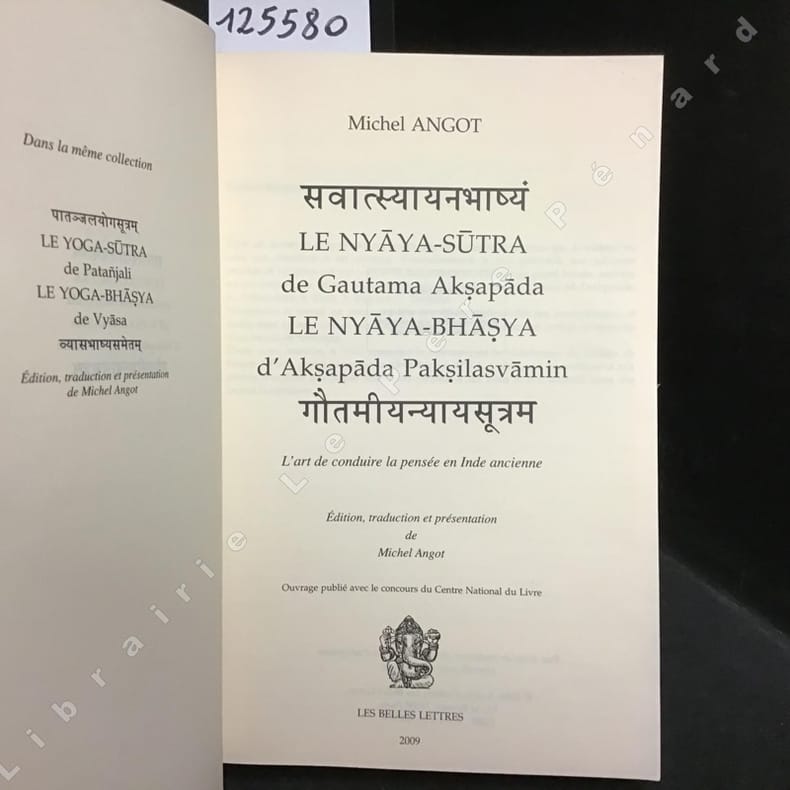 125580
Dans la même collection
पातञ्जलयोगसूत्रम्
LE YOGA-SŪTRA
de Patañjali
LE YOGA-BHĀṢYA
de Vyāsa
व्यासभाष्यसमेतम्
Édition, traduction et présentation
de Michel Angot
Michel ANGOT
सवात्स्यायनभाष्यं
LE NYĀYA-SŪTRA
de Gautama Akṣapāda
LE NYĀYA-BHĀṢYA
d'Akṣapāda Pakṣilasvāmin
गौतमीयन्यायसूत्रम
L'art de conduire la pensée en Inde ancienne
Édition, traduction et présentation
de
Michel Angot
Ouvrage publié avec le concours du Centre National du Livre
LES BELLES LETTRES
2009
Librairie Le Père Pénard